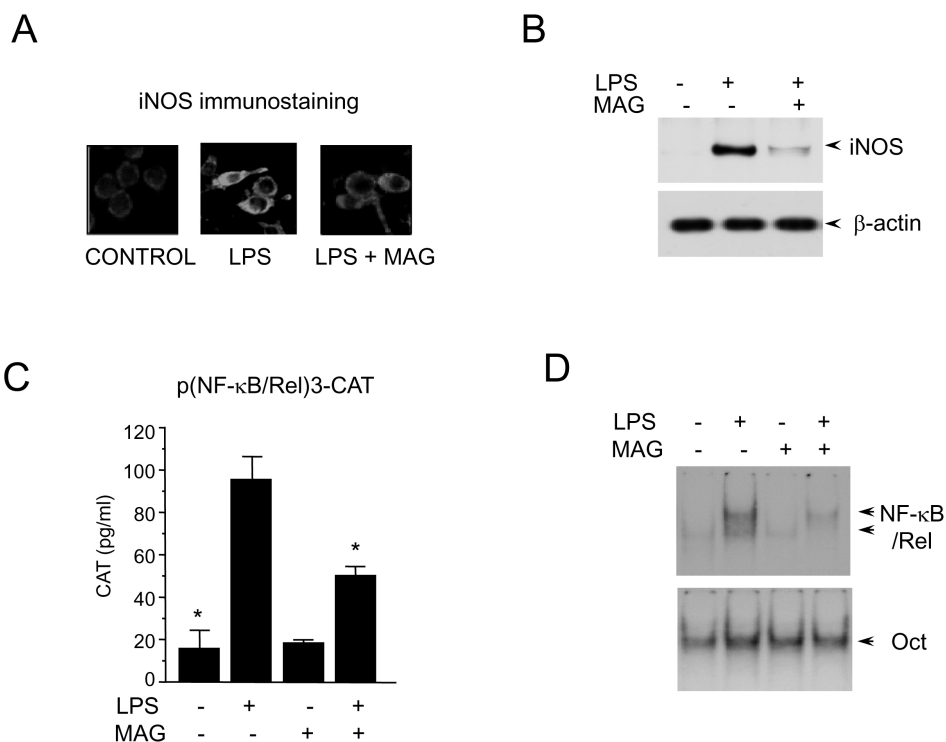 A
iNOS immunostaining
CONTROL LPS LPS + MAG
B
LPS - + +
MAG - - +
iNOS
β-actin
C
p(NF-κB/Rel)3-CAT
CAT (pg/ml)
120
100
80
60
40
20
0
*
*
LPS - + - +
MAG - - + +
D
LPS - + - +
MAG - - + +
NF-κB
/Rel
Oct